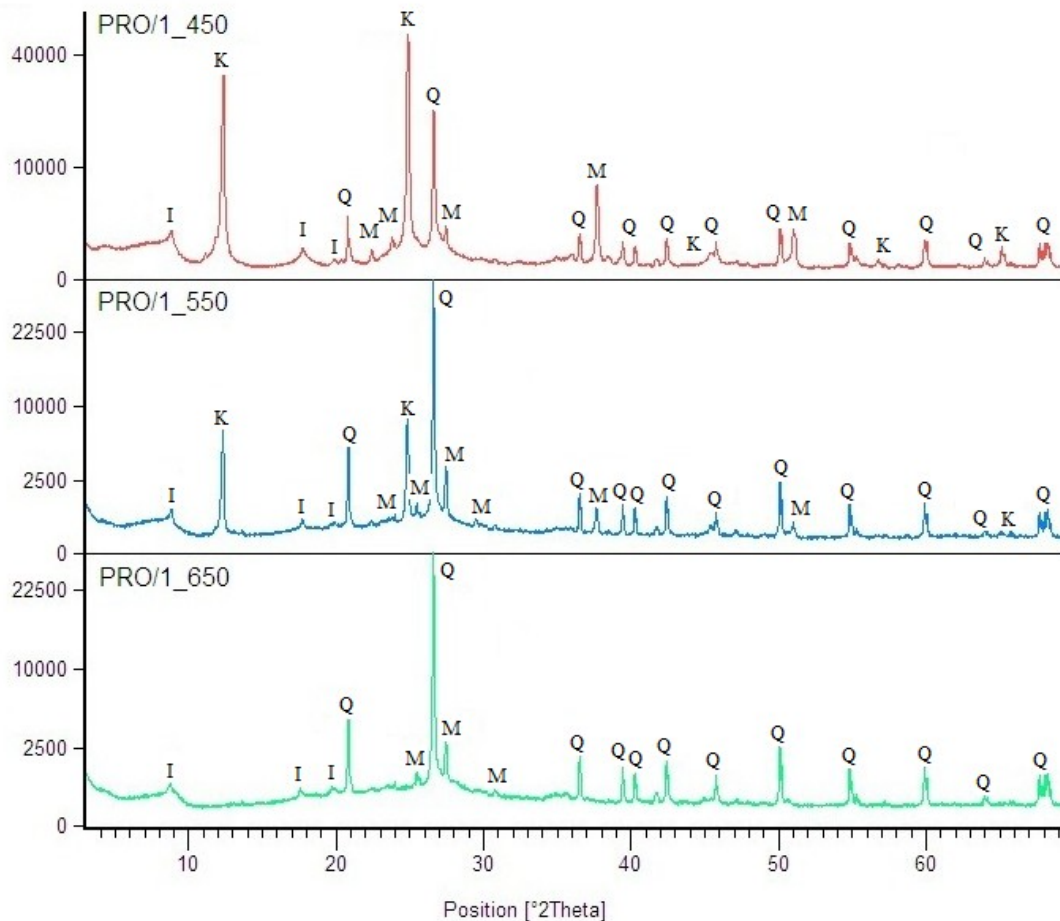 PRO/1_450
40000
10000
0
I K I I Q M M K Q M Q M Q Q K Q Q M Q K Q Q K Q
PRO/1_550
22500
10000
2500
0
I K I I Q M K M Q M M Q M Q Q Q Q Q M Q Q Q K Q
PRO/1_650
22500
10000
2500
0
I I I Q M Q M M Q Q Q Q Q Q Q Q Q Q
10 20 30 40 50 60
Position [°2Theta]